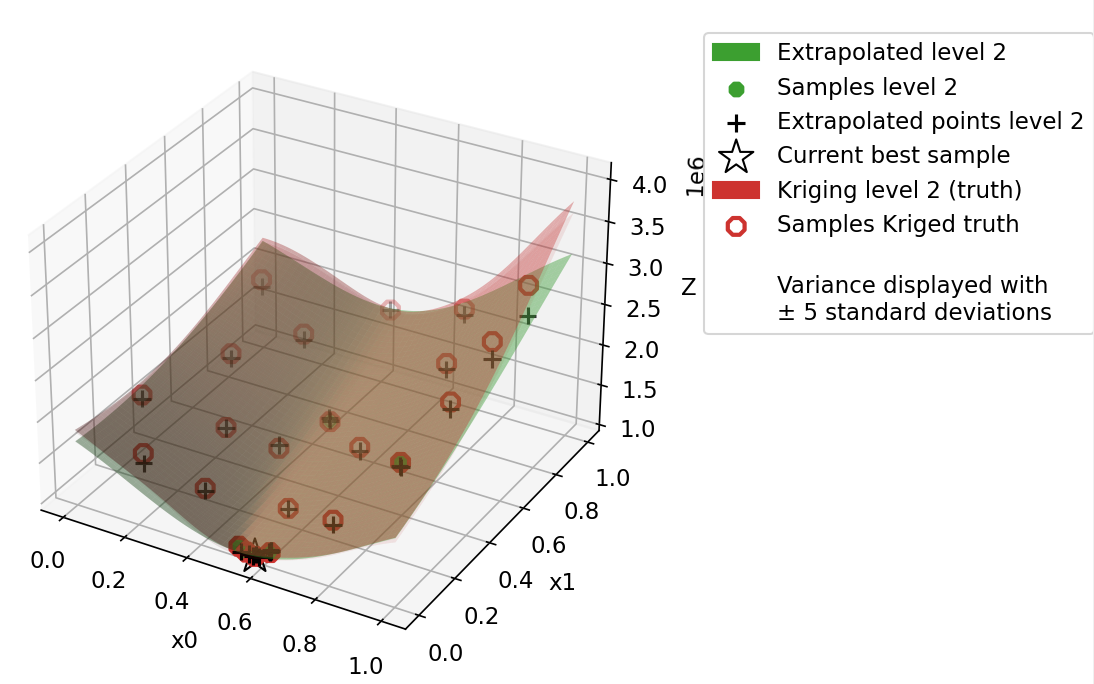 Extrapolated level 2
Samples level 2
Extrapolated points level 2
Current best sample
Kriging level 2 (truth)
Samples Kriged truth
Variance displayed with
± 5 standard deviations
1e6
4.0
3.5
3.0
Z
2.5
2.0
1.5
1.0
1.0
0.8
0.6
0.4
x1
0.2
0.0
0.0
0.2
0.4
0.6
x0
0.8
1.0